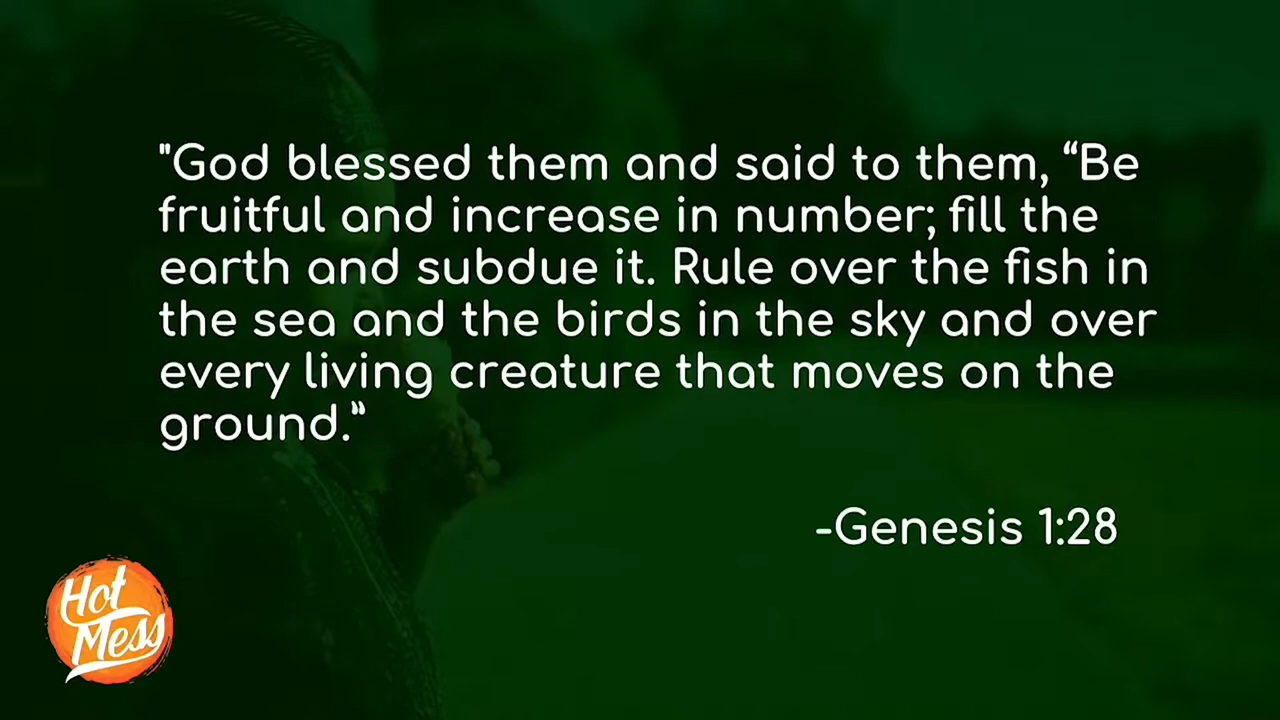 "God blessed them and said to them, “Be
fruitful and increase in number; fill the
earth and subdue it. Rule over the fish in
the sea and the birds in the sky and over
every living creature that moves on the
ground.”
-Genesis 1:28
Hot
Mess